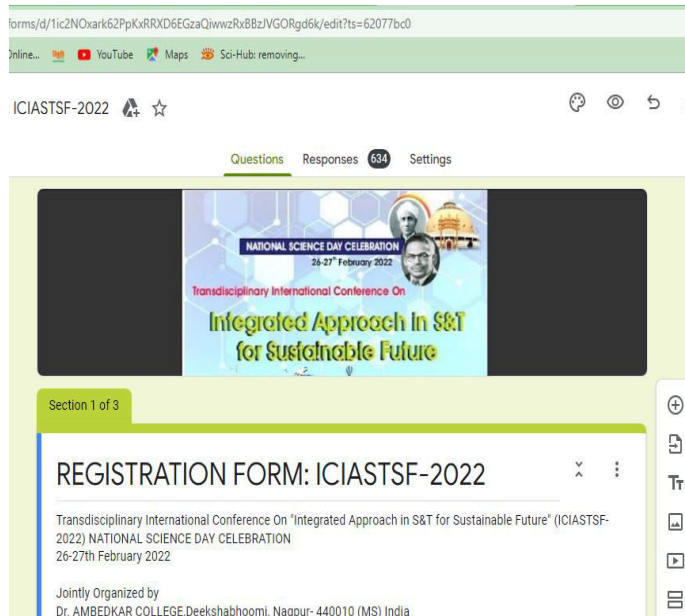 forms/d/1ic2NOxark62PpKxRRXD6EGzaQiwwzRxBBzJVGORgd6k/edit?ts=62077bc0
Online... YouTube Maps Sci-Hub: removing...
ICIASTSF-2022
Questions Responses 634 Settings
NATIONAL SCIENCE DAY CELEBRATION
26-27th February 2022
Transdisciplinary International Conference On
Integrated Approach in S&T
for Sustainable Future
Section 1 of 3
REGISTRATION FORM: ICIASTSF-2022
Transdisciplinary International Conference On "Integrated Approach in S&T for Sustainable Future" (ICIASTSF-
2022) NATIONAL SCIENCE DAY CELEBRATION
26-27th February 2022
Jointly Organized by
Dr. AMBEDKAR COLLEGE,Deekshabhoomi, Nagpur- 440010 (MS) India
Tт